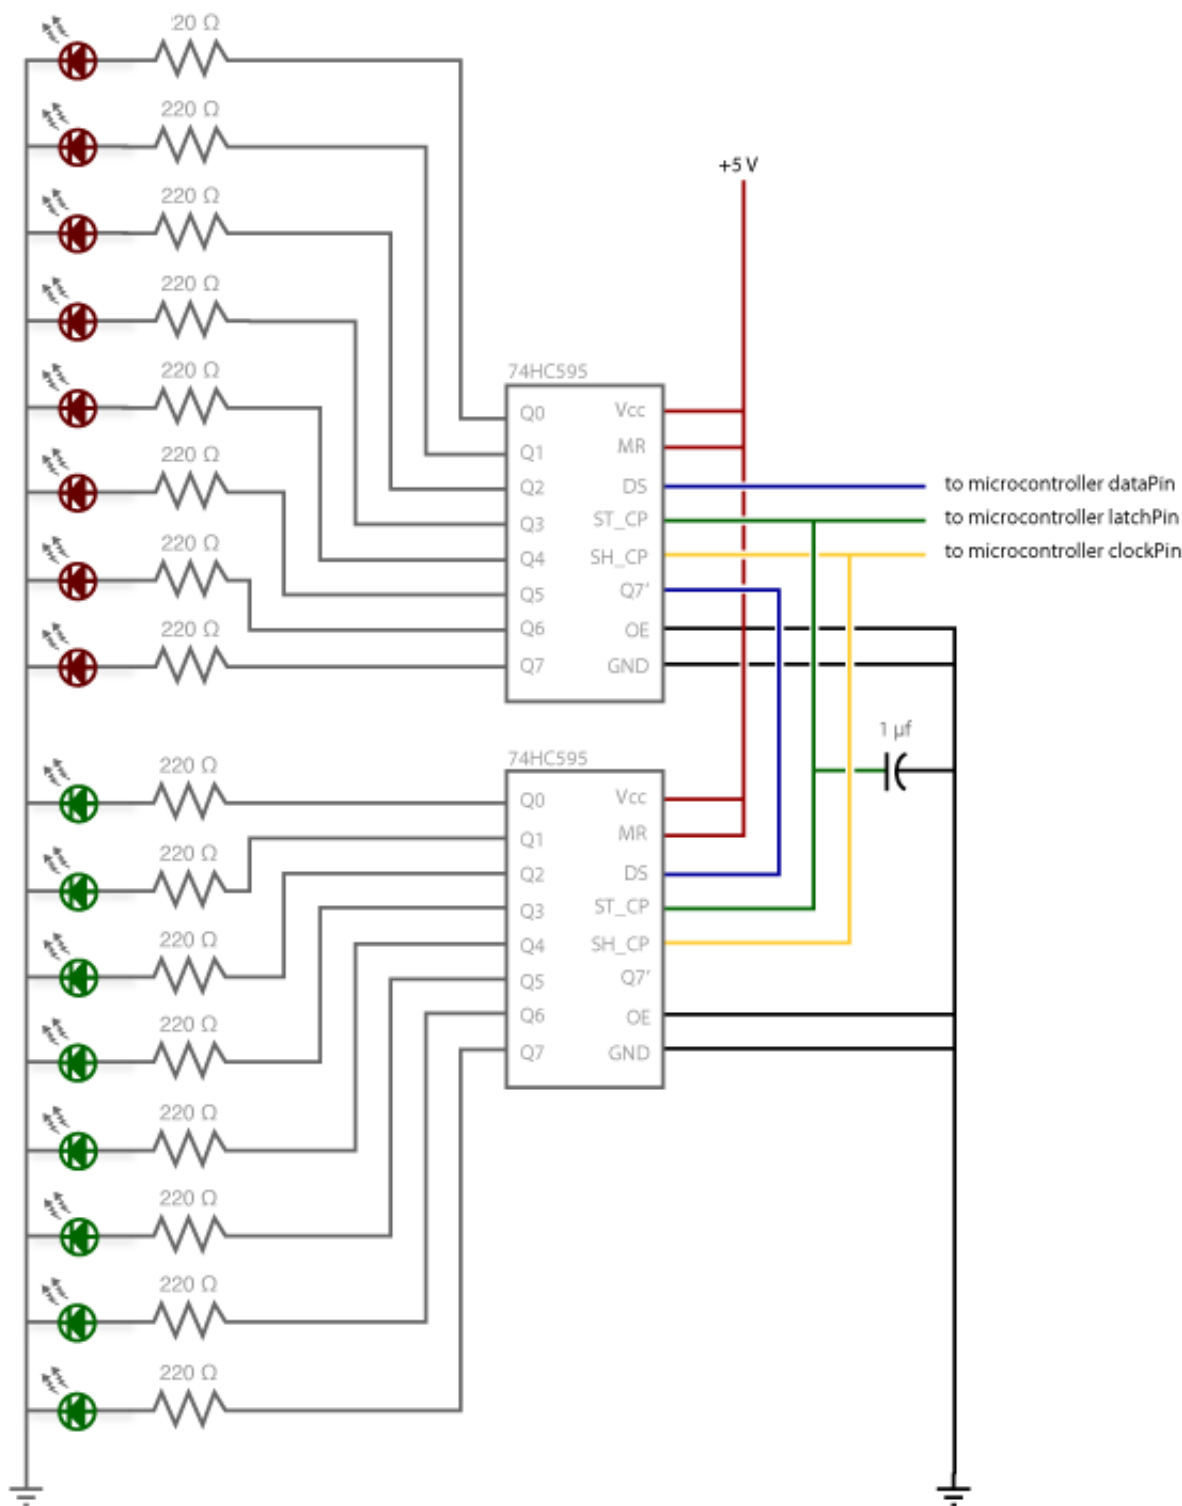 20 Ω
220 Ω
220 Ω
220 Ω
220 Ω
220 Ω
220 Ω
220 Ω
+5 V
74HC595
Q0
Q1
Q2
Q3
Q4
Q5
Q6
Q7
Vcc
MR
DS
ST_CP
SH_CP
Q7'
OE
GND
to microcontroller dataPin
to microcontroller latchPin
to microcontroller clockPin
1 µf
220 Ω
220 Ω
220 Ω
220 Ω
220 Ω
220 Ω
220 Ω
220 Ω
74HC595
Q0
Q1
Q2
Q3
Q4
Q5
Q6
Q7
Vcc
MR
DS
ST_CP
SH_CP
Q7'
OE
GND